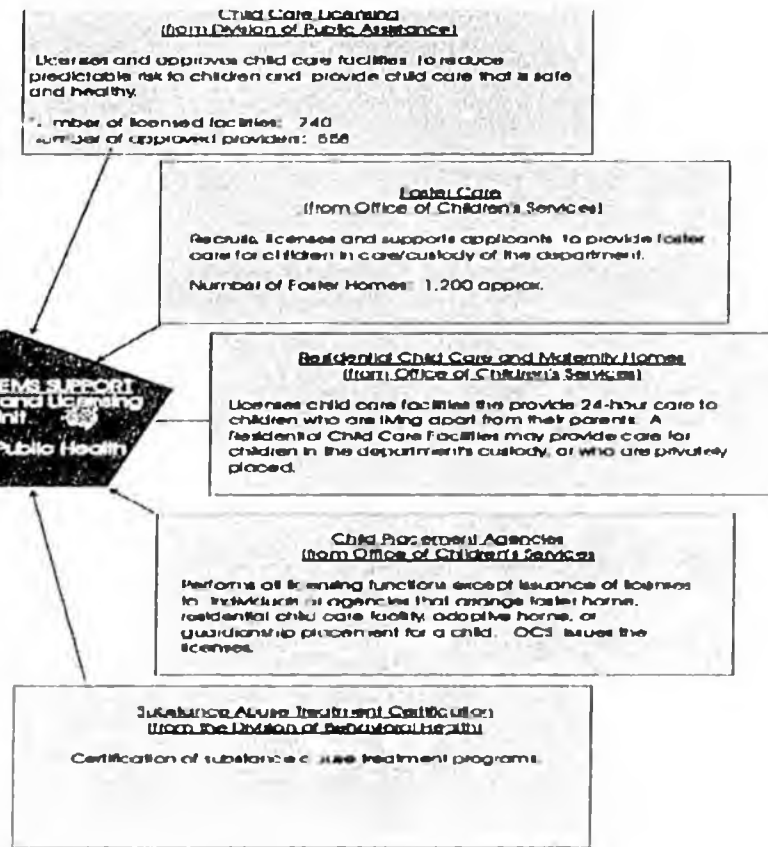 Child Care Licensing
(from Division of Public Assistance)
Licenses and approves child care facilities to reduce
predictable risk to children and provide child care that is safe
and healthy.
mber of licensed facilities: 240
number of approved providers: 658
Foster Care
(from Office of Children's Services)
Recruits, licenses and supports applicants to provide foster
care for children in care/custody of the department.
Number of Foster Homes: 1,200 approx.
Residential Child Care and Maternity Homes
(from Office of Children's Services)
Licenses child care facilities the provide 24-hour care to
children who are living apart from their parents. A
Residential Child Care Facilities may provide care for
children in the departments custody, or who are privately
placed.
EMS SUPPORT
and Licensing
nit
Public Health
Child Placement Agencies
(from Office of Children's Services
Performs all licensing functions except issuance of licenses
to individuals or agencies that arrange foster home,
residential child care facility, adoptive home, or
guardianship placement for a child. OCS issues the
licenses.
Substance Abuse Treatment Certification
(from the Division of Behavioral Health)
Certification of substance use treatment programs.